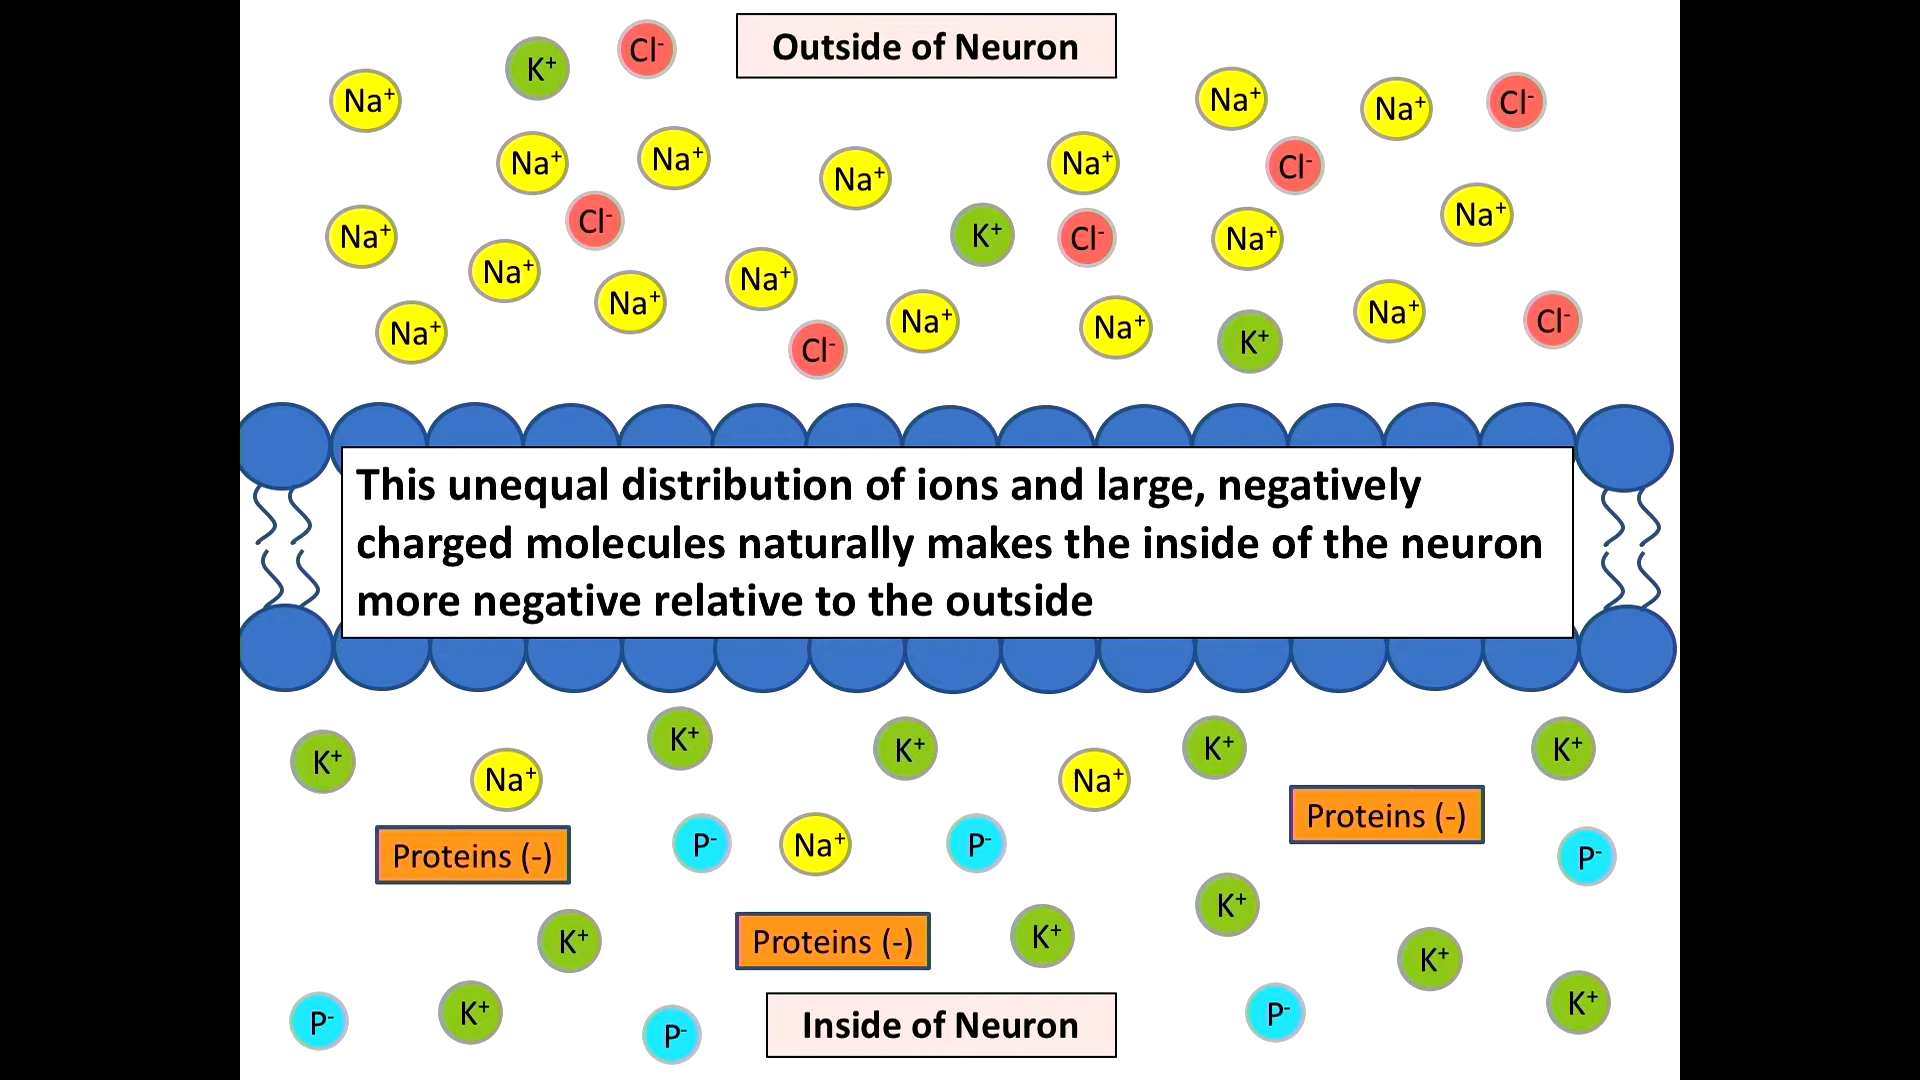 Outside of Neuron
K+ Cl-
Na+ Na+ Na+ Cl-
Na+ Na+ Na+ Na+ Cl-
Cl- Na+ K+ Cl- Na+ Na+
Na+ Na+ Na+ Na+
Na+ Cl- Na+ Na+ K+ Na+ Cl-
This unequal distribution of ions and large, negatively
charged molecules naturally makes the inside of the neuron
more negative relative to the outside
K+ K+ K+ K+ K+
Na+ Na+
Proteins (-) P- Na+ P- Proteins (-) P-
K+ Proteins (-) K+ K+ K+
P- K+ P- P- K+
Inside of Neuron